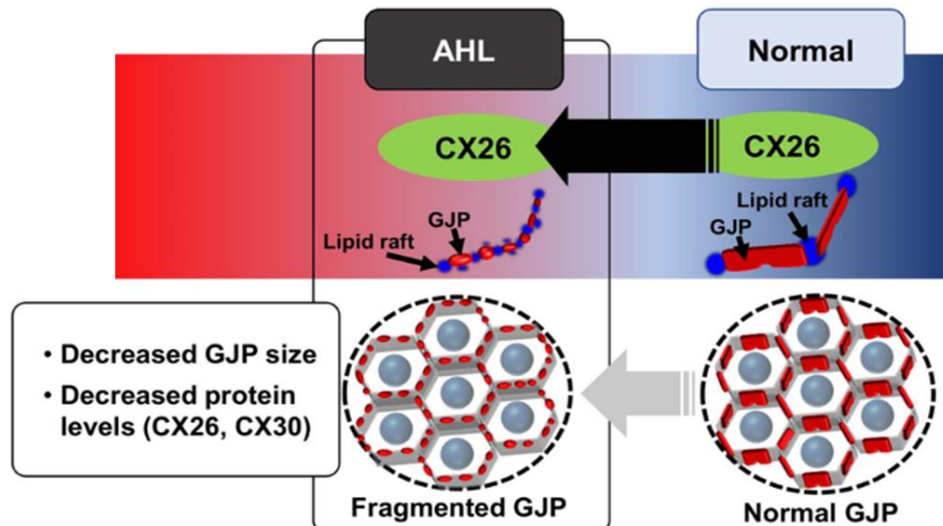 AHL
Normal
CX26
CX26
GJP
Lipid raft
Lipid raft
GJP
• Decreased GJP size
• Decreased protein
levels (CX26, CX30)
Fragmented GJP
Normal GJP